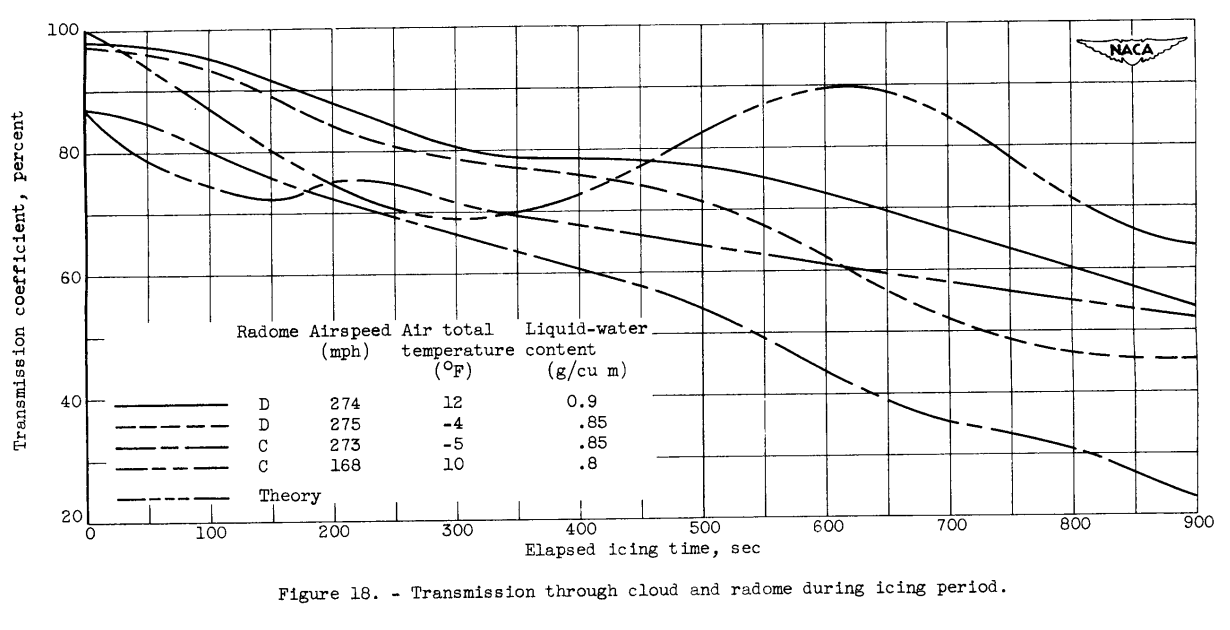 NACA
100
80
60
40
20
Transmission coefficient, percent
Radome Airspeed Air total Liquid-water
(mph) temperature content
(°F) (g/cu m)
D 274 12 0.9
D 275 -4 .85
C 273 -5 .85
C 168 10 .8
Theory
0 100 200 300 400 500 600 700 800 900
Elapsed icing time, sec
Figure 18. - Transmission through cloud and radome during icing period.